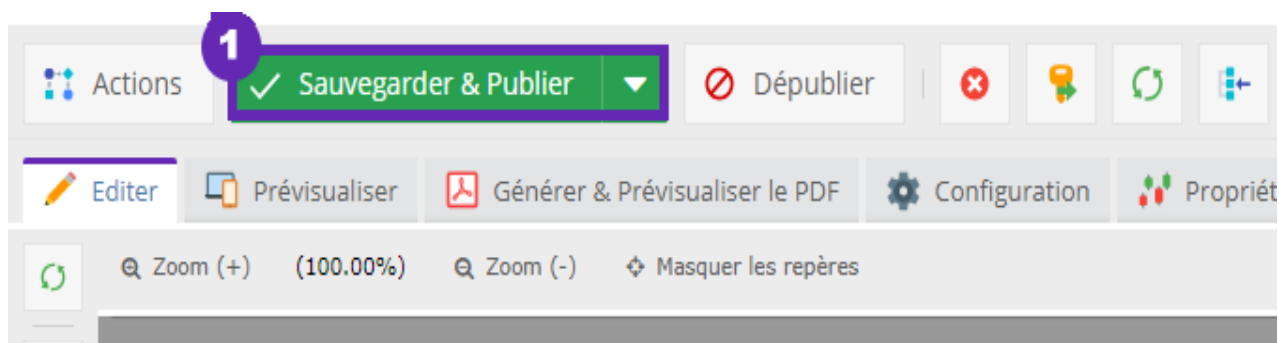 1
Actions Sauvegarder & Publier Dépublier
Editer Prévisualiser Générer & Prévisualiser le PDF Configuration Propriét
Zoom (+) (100.00%) Zoom (-) Masquer les repères